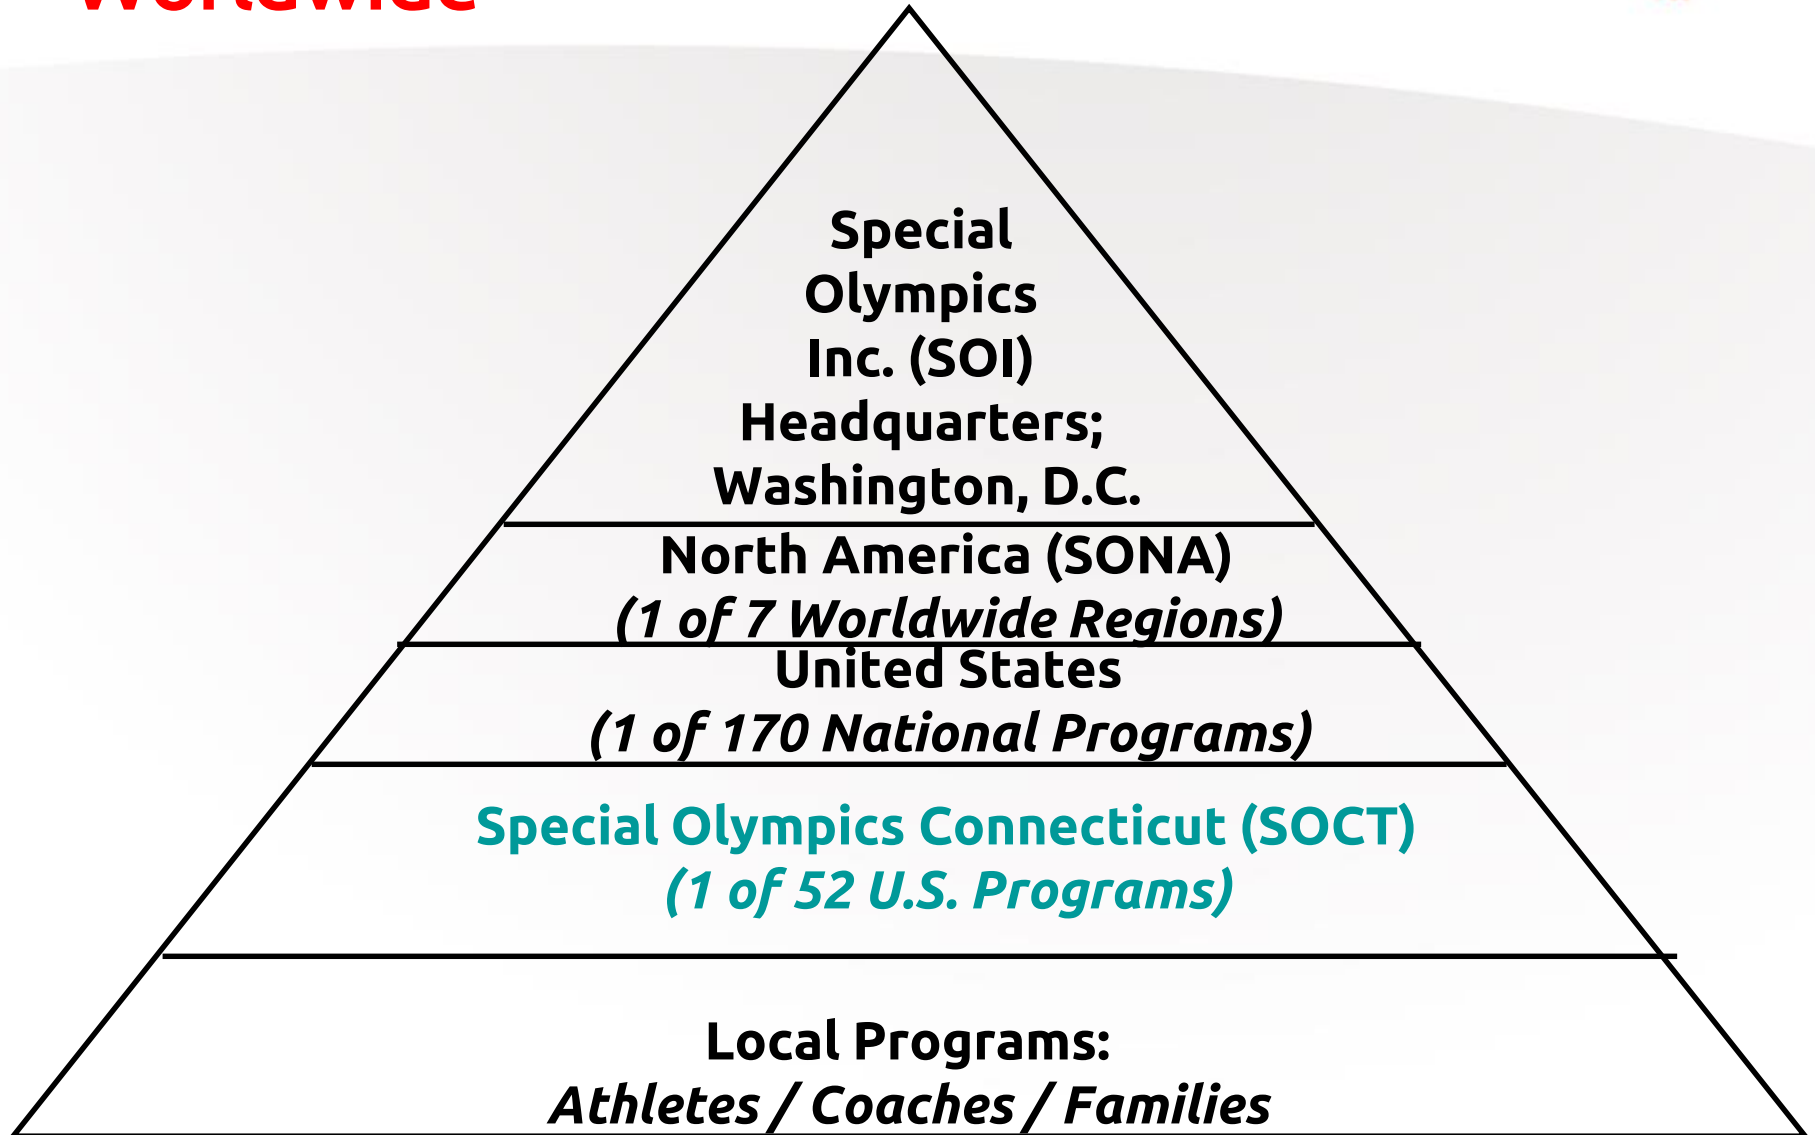 Worldwide
Special
Olympics
Inc. (SOI)
Headquarters;
Washington, D.C.
North America (SONA)
(1 of 7 Worldwide Regions)
United States
(1 of 170 National Programs)
Special Olympics Connecticut (SOCT)
(1 of 52 U.S. Programs)
Local Programs:
Athletes / Coaches / Families